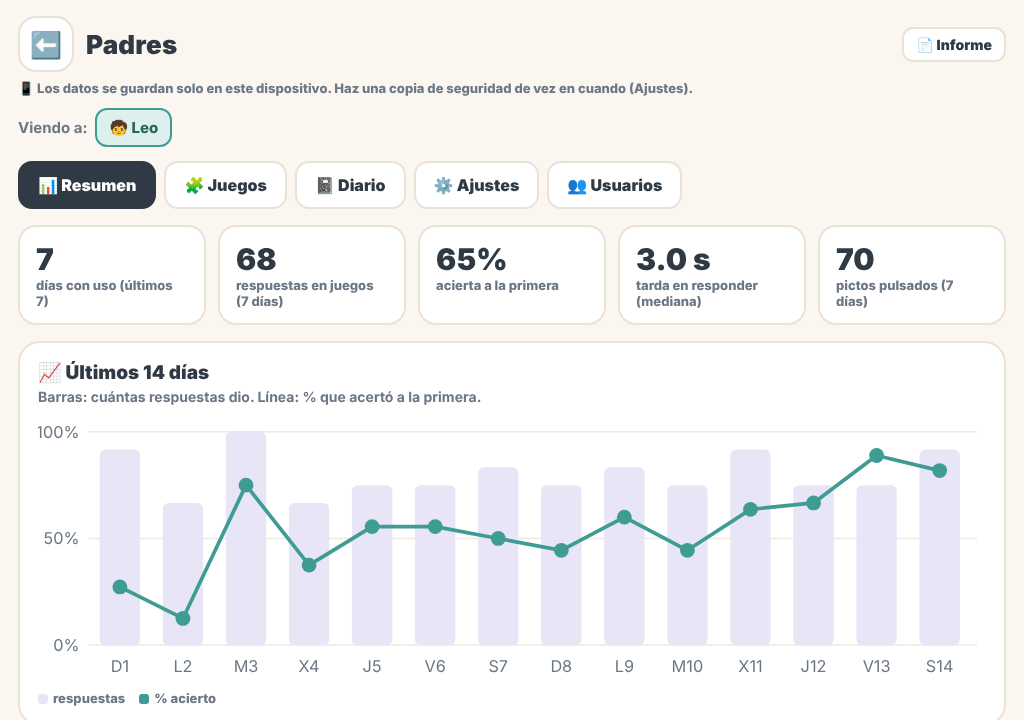 Padres
Informe
Los datos se guardan solo en este dispositivo. Haz una copia de seguridad de vez en cuando (Ajustes).
Viendo a: Leo
Resumen
Juegos
Diario
Ajustes
Usuarios
7
días con uso (últimos
7)
68
respuestas en juegos
(7 días)
65%
acierta a la primera
3.0 s
tarda en responder
(mediana)
70
pictos pulsados (7
días)
Últimos 14 días
Barras: cuántas respuestas dio. Línea: % que acertó a la primera.
100%
50%
0%
D1 L2 M3 X4 J5 V6 S7 D8 L9 M10 X11 J12 V13 S14
respuestas % acierto